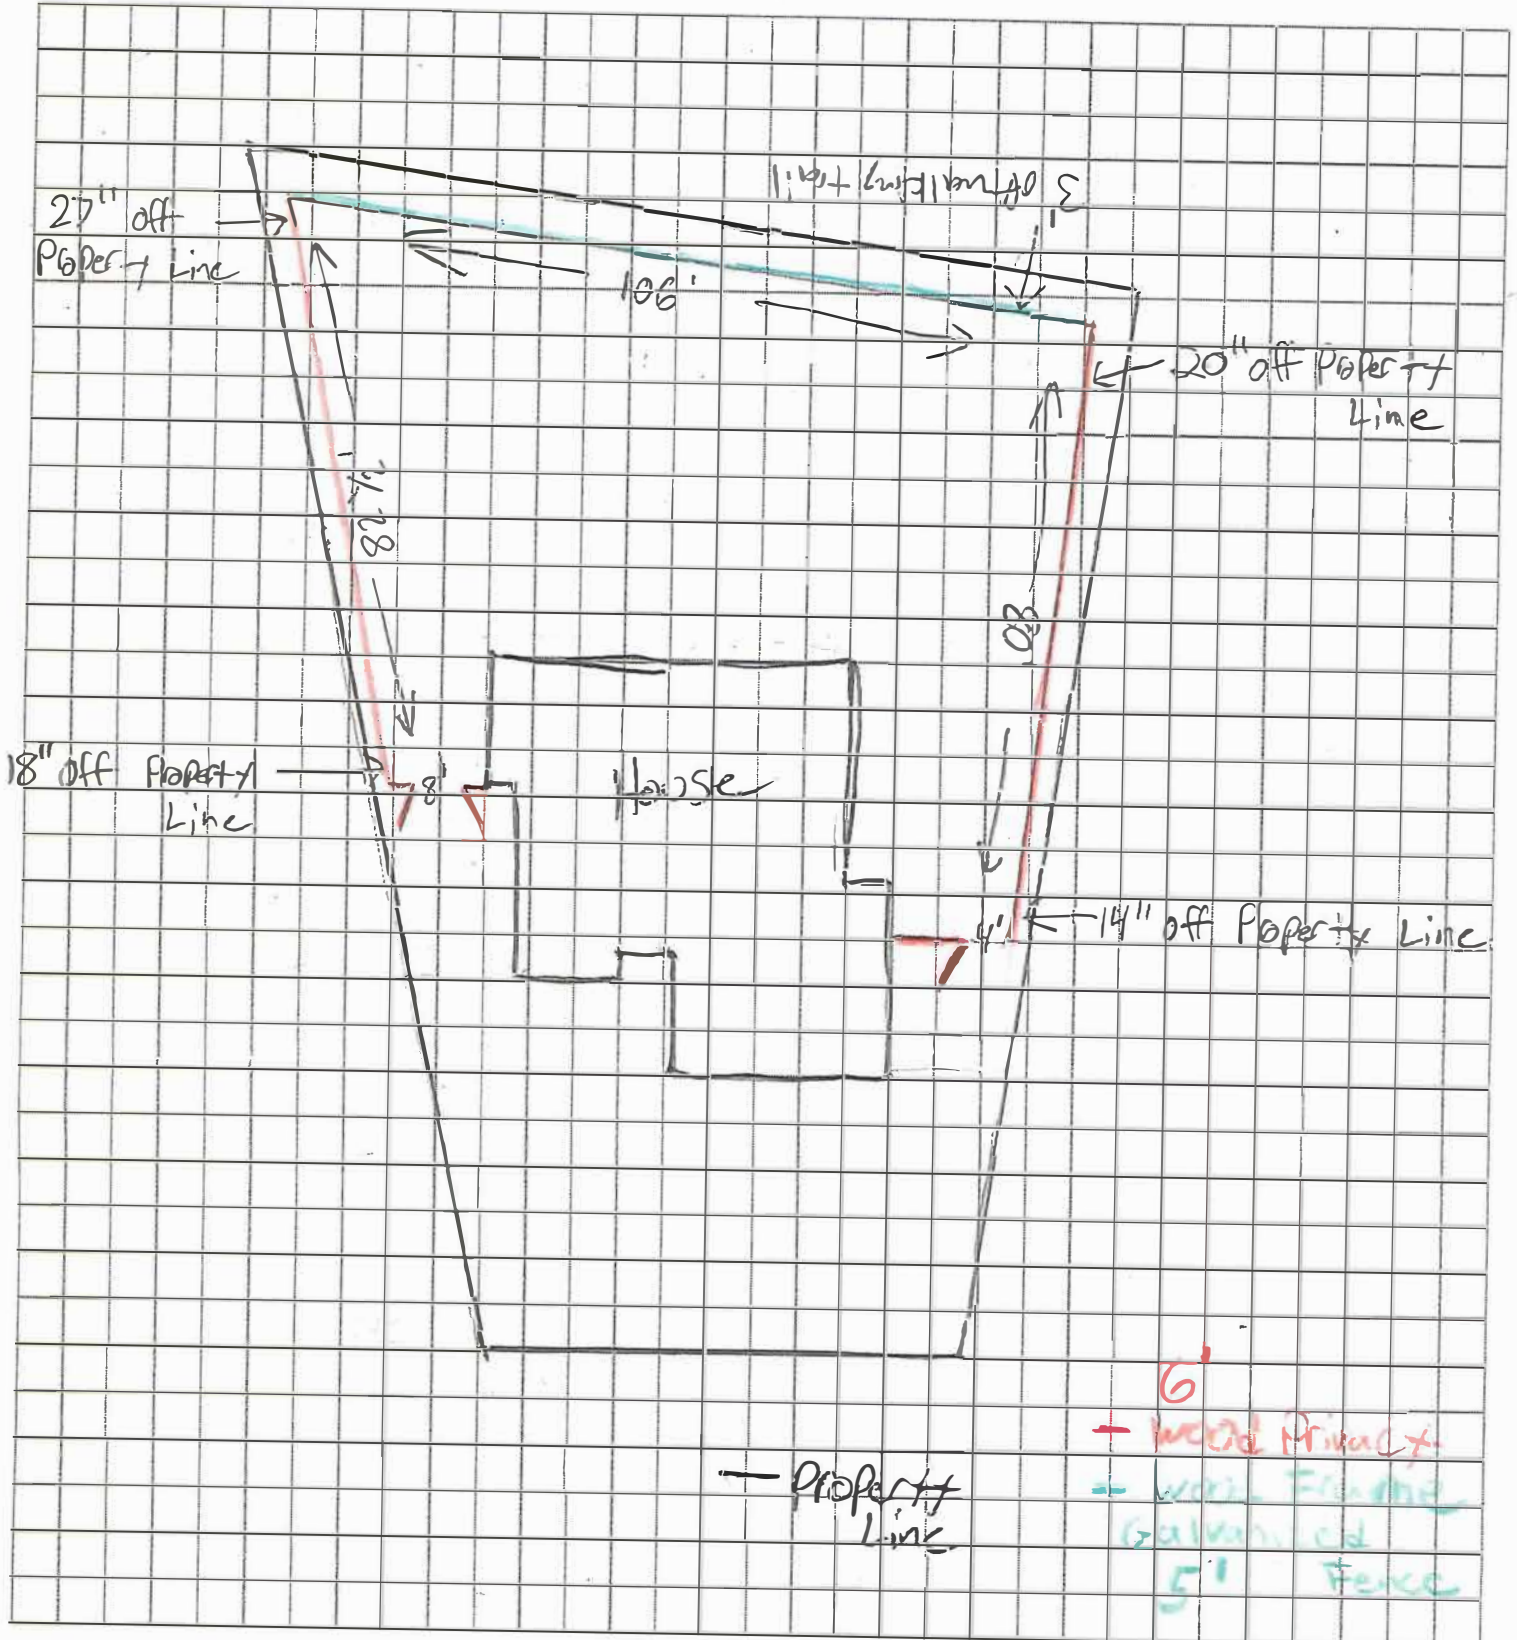 3' off walking trail
27" off
Property Line
106'
20" off Property
Line
82 ½'
80'
18" off Property
Line
8'
House
4'
14" off Property Line
6'
Wood Privacy
Property
Line
Wood Frame
Galvanized
5' Fence